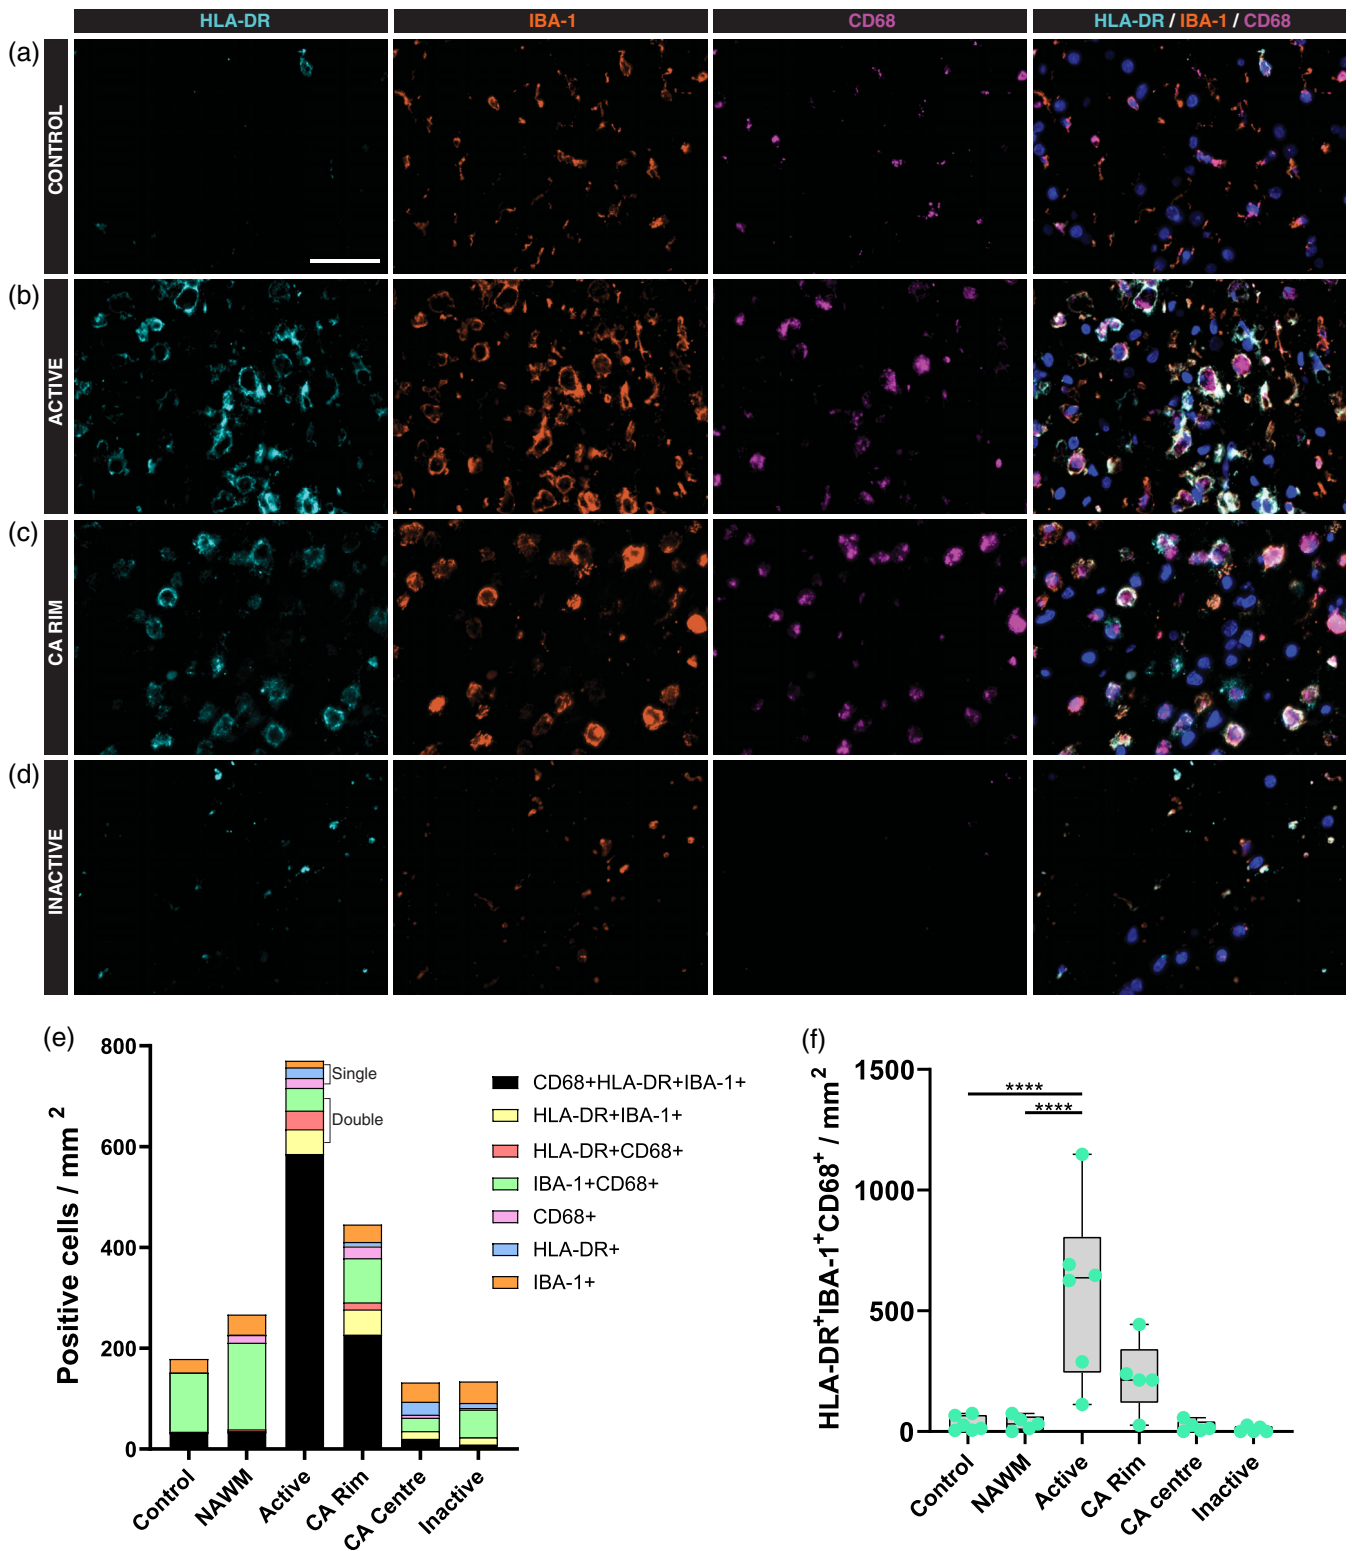 HLA-DR
IBA-1
CD68
HLA-DR / IBA-1 / CD68
(a)
CONTROL
(b)
ACTIVE
(c)
CA RIM
(d)
INACTIVE
(e)
Positive cells / mm 2
800
600
400
200
0
Single
Double
Control
NAWM
Active
CA Rim
CA Centre
Inactive
CD68+HLA-DR+IBA-1+
HLA-DR+IBA-1+
HLA-DR+CD68+
IBA-1+CD68+
CD68+
HLA-DR+
IBA-1+
(f)
HLA-DR⁺IBA-1⁺CD68⁺ / mm ²
1500
1000
500
0
****
****
Control
NAWM
Active
CA Rim
CA centre
Inactive